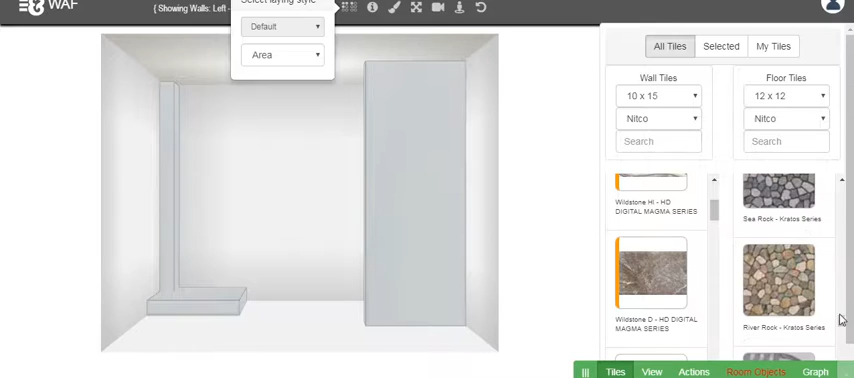 WAF
( Showing Walls: Left -
Select laying style
Default
Area
All Tiles
Selected
My Tiles
Wall Tiles
Floor Tiles
10 x 15
12 x 12
Nitco
Nitco
Search
Search
Wildstone Hl - HD
DIGITAL MAGMA SERIES
Sea Rock - Kratos Series
Wildstone D - HD DIGITAL
MAGMA SERIES
River Rock - Kratos Series
Tiles
View
Actions
Room Objects
Graph